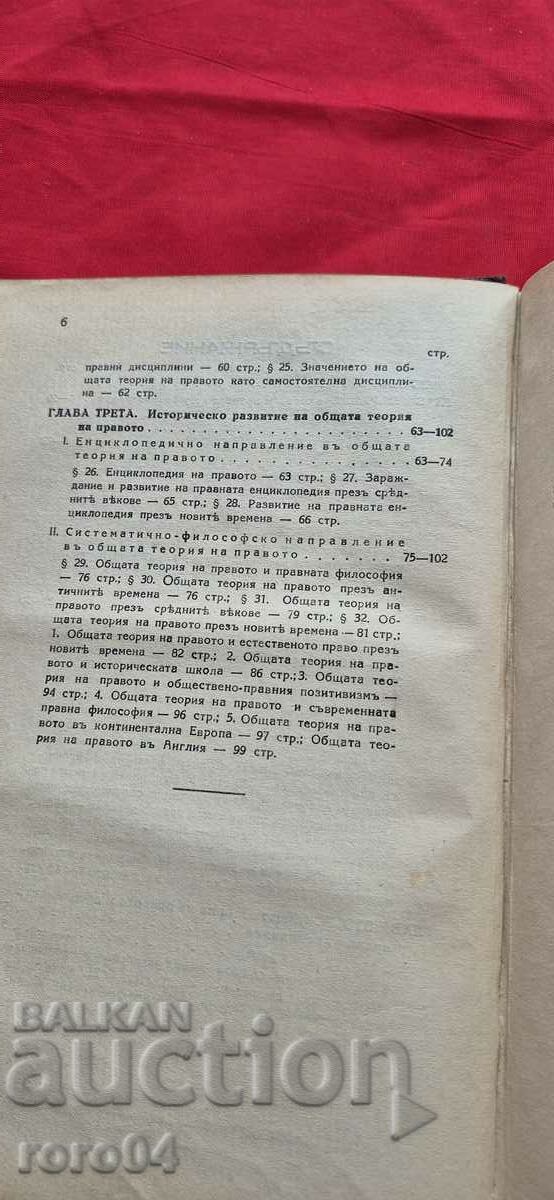 6
стр.
правни дисциплини — 60 стр.; § 25. Значението на об-
щата теория на правото като самостоятелна дисципли-
на — 62 стр.
ГЛАВА ТРЕТА. Историческо развитие на общата теория
на правото . . . . . . . . . . . . . . . . . . . . . . . 63—102
I. Енциклопедично направление въ общата
теория на правото . . . . . . . . . . . . . 63—74
§ 26. Енциклопедия на правото — 63 стр.; § 27. Зараж-
дание и развитие на правната енциклопедия презъ срѣд-
нитѣ вѣкове — 65 стр.; § 28. Развитие на правната ен-
циклопедия презъ новитѣ времена — 66 стр.
II. Систематично-философско направление
въ общата теория на правото . . . . . . . 75—102
§ 29. Общата теория на правото и правната философия
— 76 стр.; § 30. Общата теория на правото презъ ан-
тичнитѣ времена — 76 стр.; § 31. Общата теория на
правото презъ срѣднитѣ вѣкове — 79 стр.; § 32. Об-
щата теория на правото презъ новитѣ времена — 81 стр.;
1. Общата теория на правото и естественото право презъ
новитѣ времена — 82 стр.; 2. Общата теория на пра-
вото и историческата школа — 86 стр.; 3. Общата тео-
рия на правото и обществено-правния позитивизмъ —
94 стр.; 4. Общата теория на правото и съвременната
правна философия — 96 стр.; 5. Общата теория на пра-
вото въ континентална Европа — 97 стр.; Общата тео-
рия на правото въ Англия — 99 стр.
BALKAN
auction
roro04